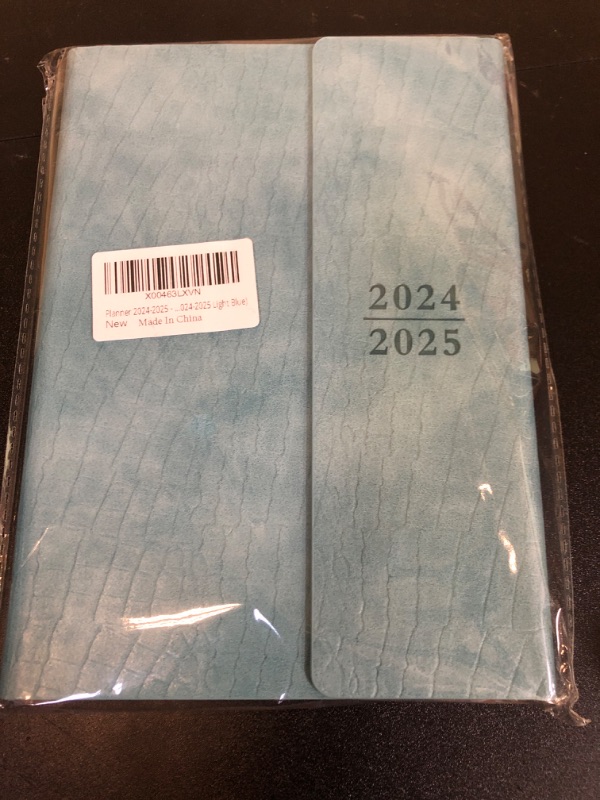 X00463LXVN
Planner 2024-2025 - ...024-2025 Light Blue)
New Made In China
2024
2025